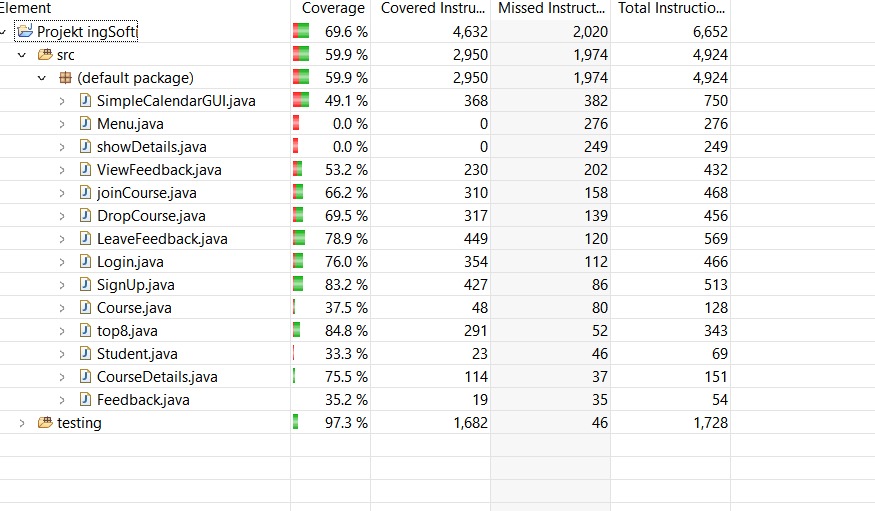 Element Coverage Covered Instru... Missed Instruct... Total Instructio...
Projekt ingSofti 69.6 % 4,632 2,020 6,652
src 59.9 % 2,950 1,974 4,924
(default package) 59.9 % 2,950 1,974 4,924
SimpleCalendarGUI.java 49.1 % 368 382 750
Menu.java 0.0 % 0 276 276
showDetails.java 0.0 % 0 249 249
ViewFeedback.java 53.2 % 230 202 432
joinCourse.java 66.2 % 310 158 468
DropCourse.java 69.5 % 317 139 456
LeaveFeedback.java 78.9 % 449 120 569
Login.java 76.0 % 354 112 466
SignUp.java 83.2 % 427 86 513
Course.java 37.5 % 48 80 128
top8.java 84.8 % 291 52 343
Student.java 33.3 % 23 46 69
CourseDetails.java 75.5 % 114 37 151
Feedback.java 35.2 % 19 35 54
testing 97.3 % 1,682 46 1,728